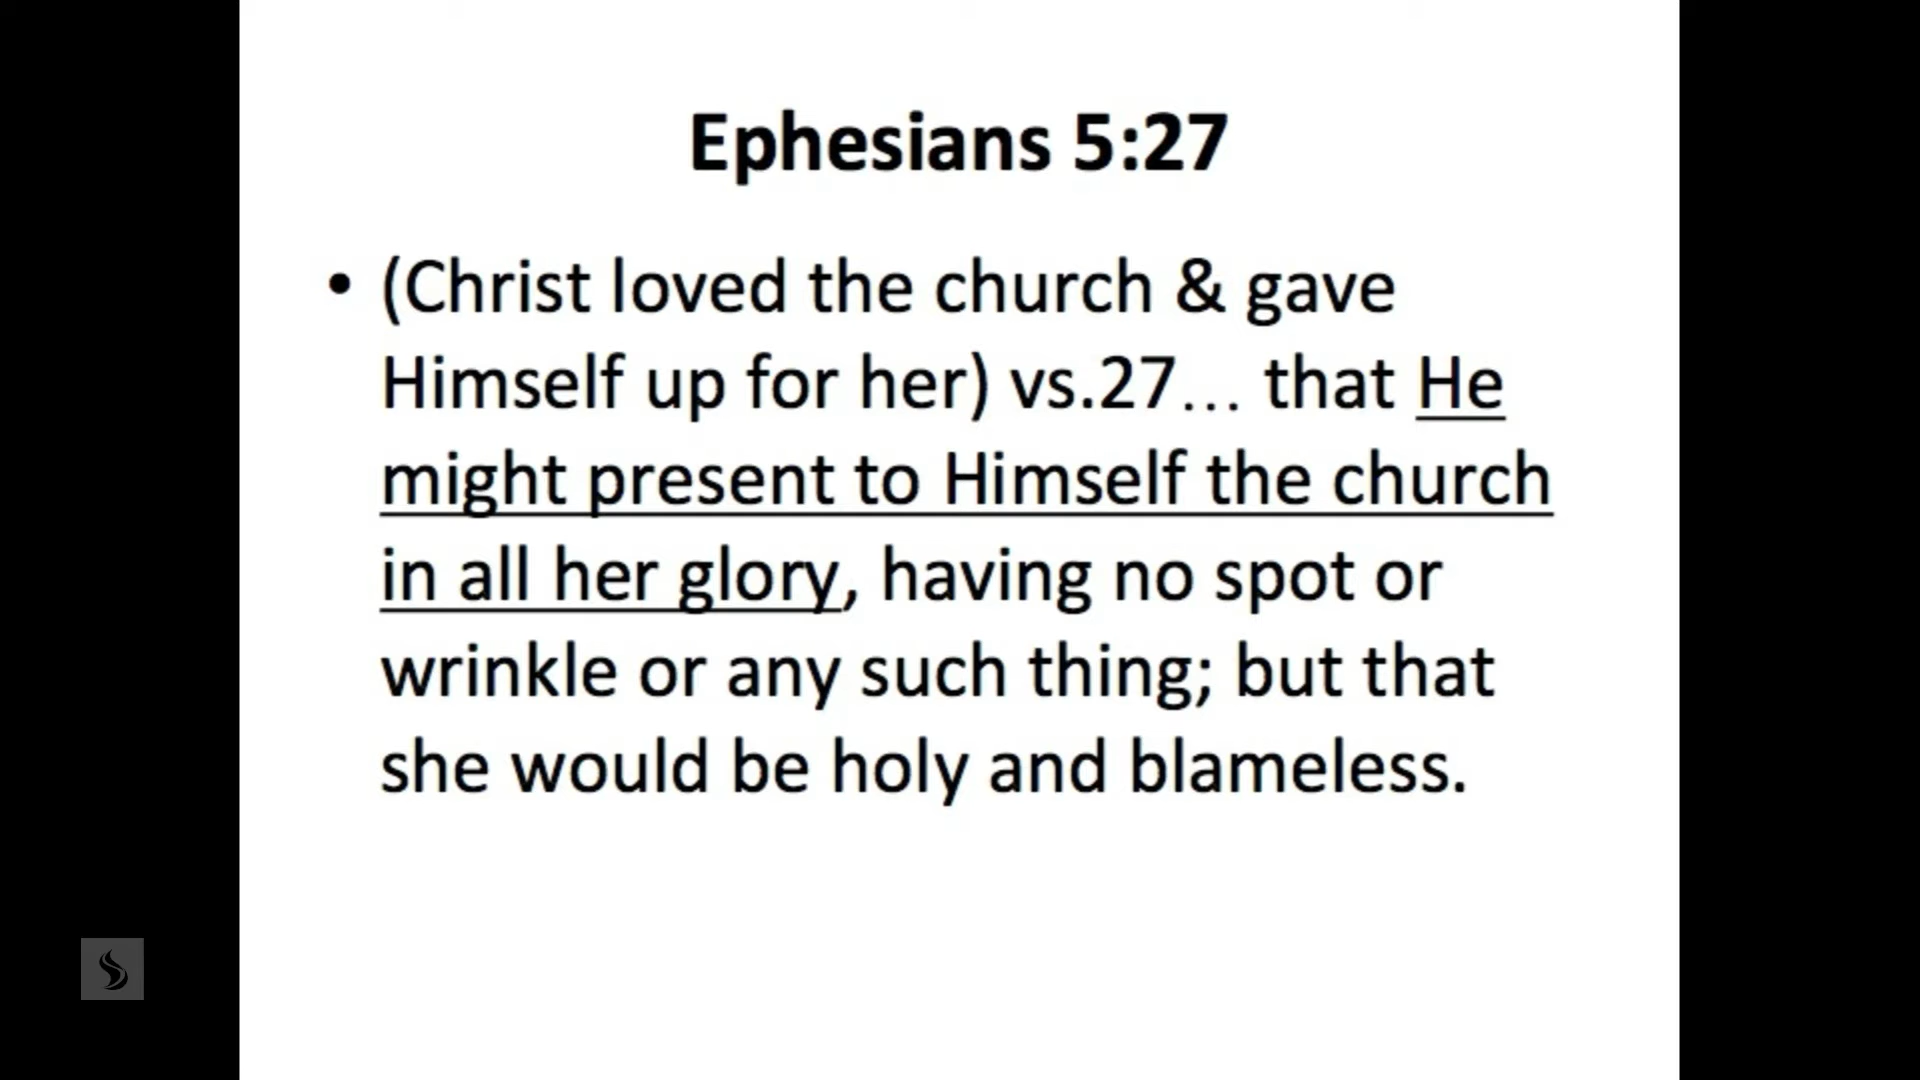 Ephesians 5:27
• (Christ loved the church & gave
Himself up for her) vs.27… that He
might present to Himself the church
in all her glory, having no spot or
wrinkle or any such thing; but that
she would be holy and blameless.